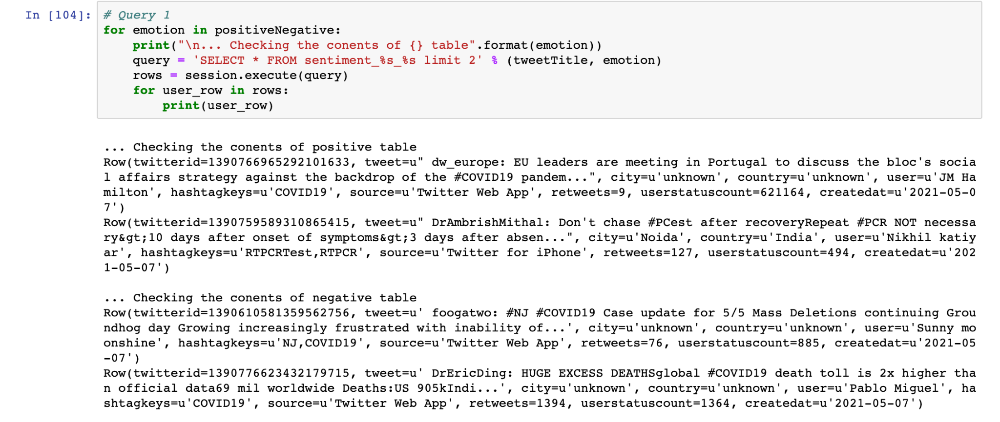 In [104]: # Query 1
for emotion in positiveNegative:
    print("\n... Checking the conents of {} table".format(emotion))
    query = 'SELECT * FROM sentiment_%s_%s limit 2' % (tweetTitle, emotion)
    rows = session.execute(query)
    for user_row in rows:
        print(user_row)
... Checking the conents of positive table
Row(twitterid=1390766965292101633, tweet=u" dw_europe: EU leaders are meeting in Portugal to discuss the bloc's socia
l affairs strategy against the backdrop of the #COVID19 pandem...", city=u'unknown', country=u'unknown', user=u'JM Ha
milton', hashtagkeys=u'COVID19', source=u'Twitter Web App', retweets=9, userstatuscount=621164, createdat=u'2021-05-0
7')
Row(twitterid=1390759589310865415, tweet=u" DrAmbrishMithal: Don't chase #PCest after recoveryRepeat #PCR NOT necessa
ry&gt;10 days after onset of symptoms&gt;3 days after absen...", city=u'Noida', country=u'India', user=u'Nikhil katiy
ar', hashtagkeys=u'RTPCRTest,RTPCR', source=u'Twitter for iPhone', retweets=127, userstatuscount=494, createdat=u'202
1-05-07')
... Checking the conents of negative table
Row(twitterid=1390610581359562756, tweet=u' foogatwo: #NJ #COVID19 Case update for 5/5 Mass Deletions continuing Grou
ndhog day Growing increasingly frustrated with inability of...', city=u'unknown', country=u'unknown', user=u'Sunny mo
onshine', hashtagkeys=u'NJ,COVID19', source=u'Twitter Web App', retweets=76, userstatuscount=885, createdat=u'2021-05
-07')
Row(twitterid=1390776623432179715, tweet=u' DrEricDing: HUGE EXCESS DEATHSglobal #COVID19 death toll is 2x higher tha
n official data69 mil worldwide Deaths:US 905kIndi...', city=u'unknown', country=u'unknown', user=u'Pablo Miguel', ha
shtagkeys=u'COVID19', source=u'Twitter Web App', retweets=1394, userstatuscount=1364, createdat=u'2021-05-07')